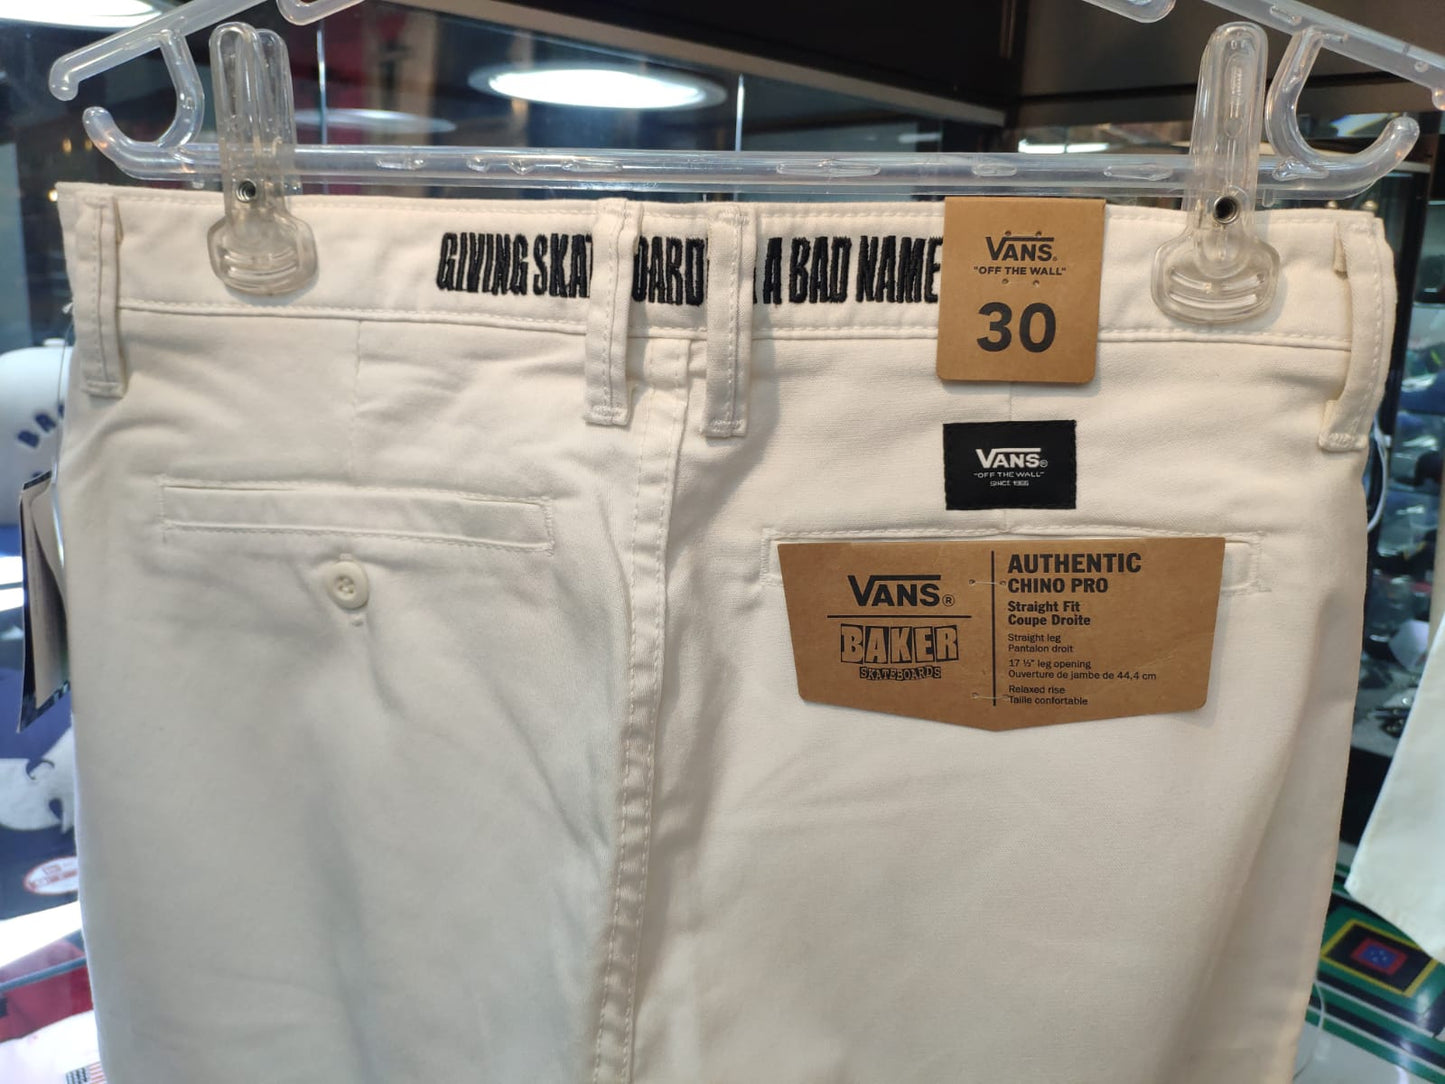 GIVING SKATEBOARDING A BAD NAME
VANS
"OFF THE WALL"
30
VANS®
"OFF THE WALL"
SINCE 1966
VANS®
BAKER
SKATEBOARDS
AUTHENTIC
CHINO PRO
Straight Fit
Coupe Droite
Straight leg
Pantalon droit
17 ½" leg opening
Ouverture de jambe de 44,4 cm
Relaxed rise
Taille confortable